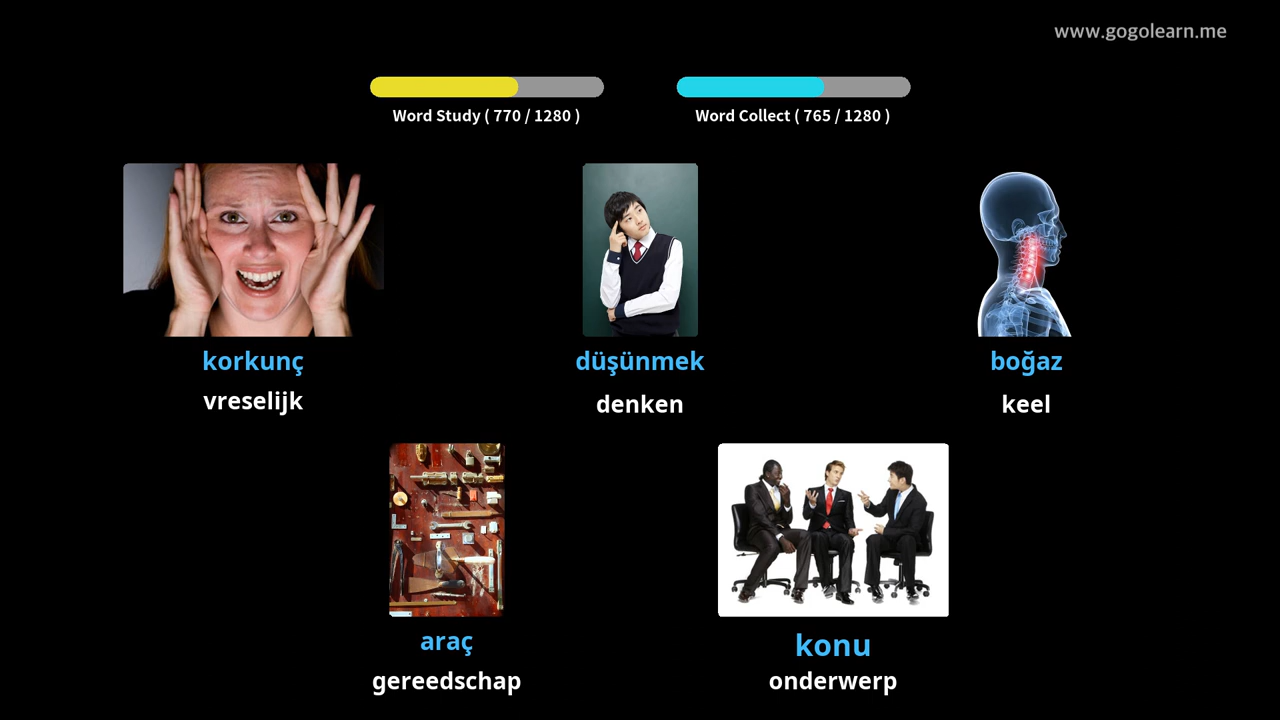 www.gogolearn.me
Word Study ( 770 / 1280 )
Word Collect ( 765 / 1280 )
korkunç
vreselijk
düşünmek
denken
boğaz
keel
araç
gereedschap
konu
onderwerp